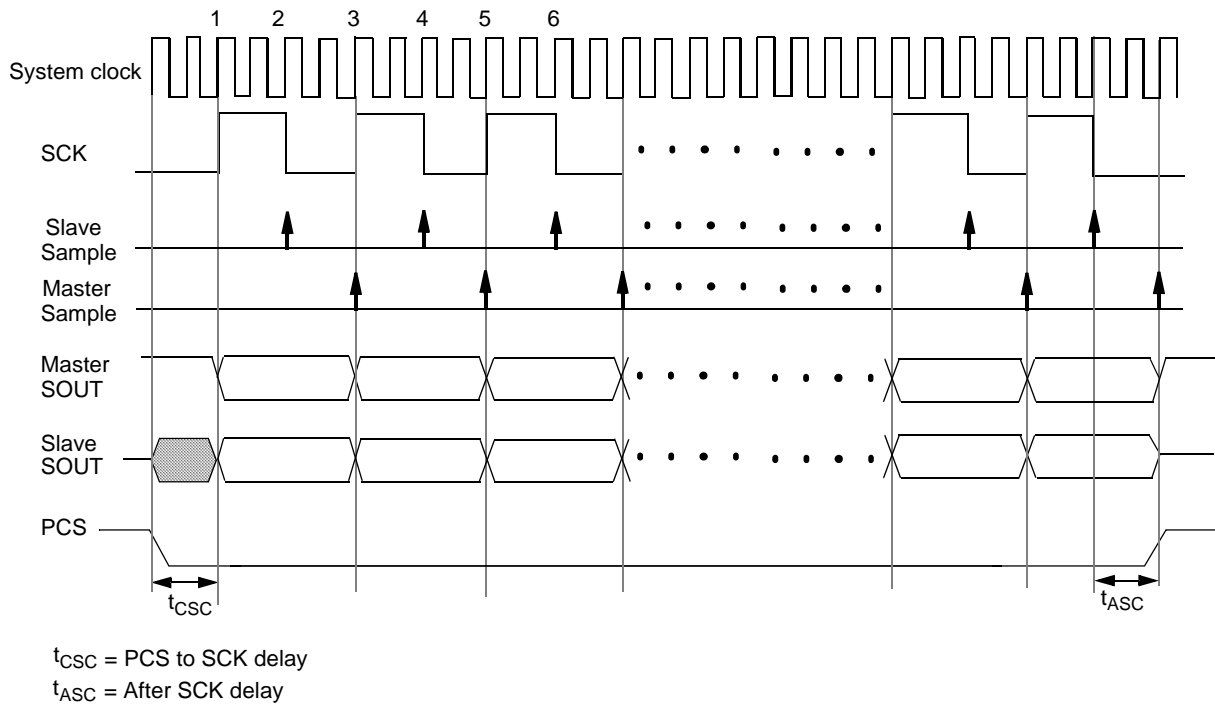 1 2 3 4 5 6
System clock
SCK
Slave
Sample
Master
Sample
Master
SOUT
Slave
SOUT
PCS
tCSC
tASC
tCSC = PCS to SCK delay
tASC = After SCK delay